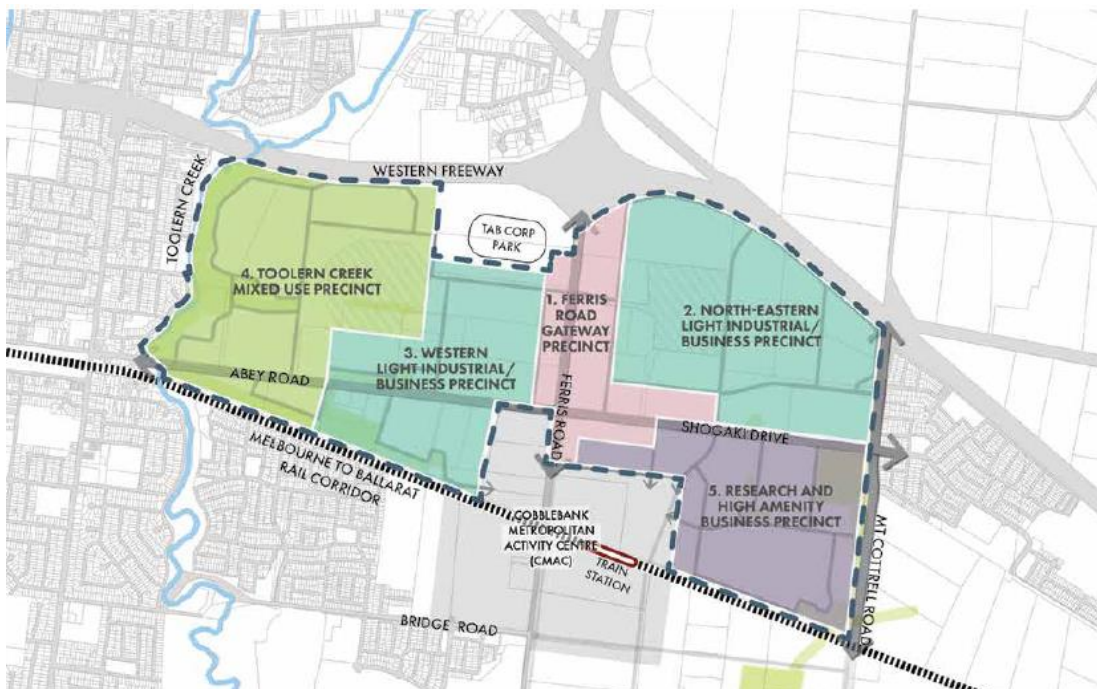 WESTERN FREEWAY
TOOLERN CREEK
TAB CORP
PARK
4. TOOLERN CREEK
MIXED USE PRECINCT
1. FERRIS
ROAD
GATEWAY
PRECINCT
2. NORTH-EASTERN
LIGHT INDUSTRIAL/
BUSINESS PRECINCT
3. WESTERN
LIGHT INDUSTRIAL/
BUSINESS PRECINCT
ABEY ROAD
FERRIS ROAD
SHOGAKI DRIVE
MELBOURNE TO BALLARAT
RAIL CORRIDOR
5. RESEARCH AND
HIGH AMENITY
BUSINESS PRECINCT
COBBLEBANK
METROPOLITAN
ACTIVITY CENTRE
(CMAC)
TRAIN
STATION
MT COTTRELL ROAD
BRIDGE ROAD